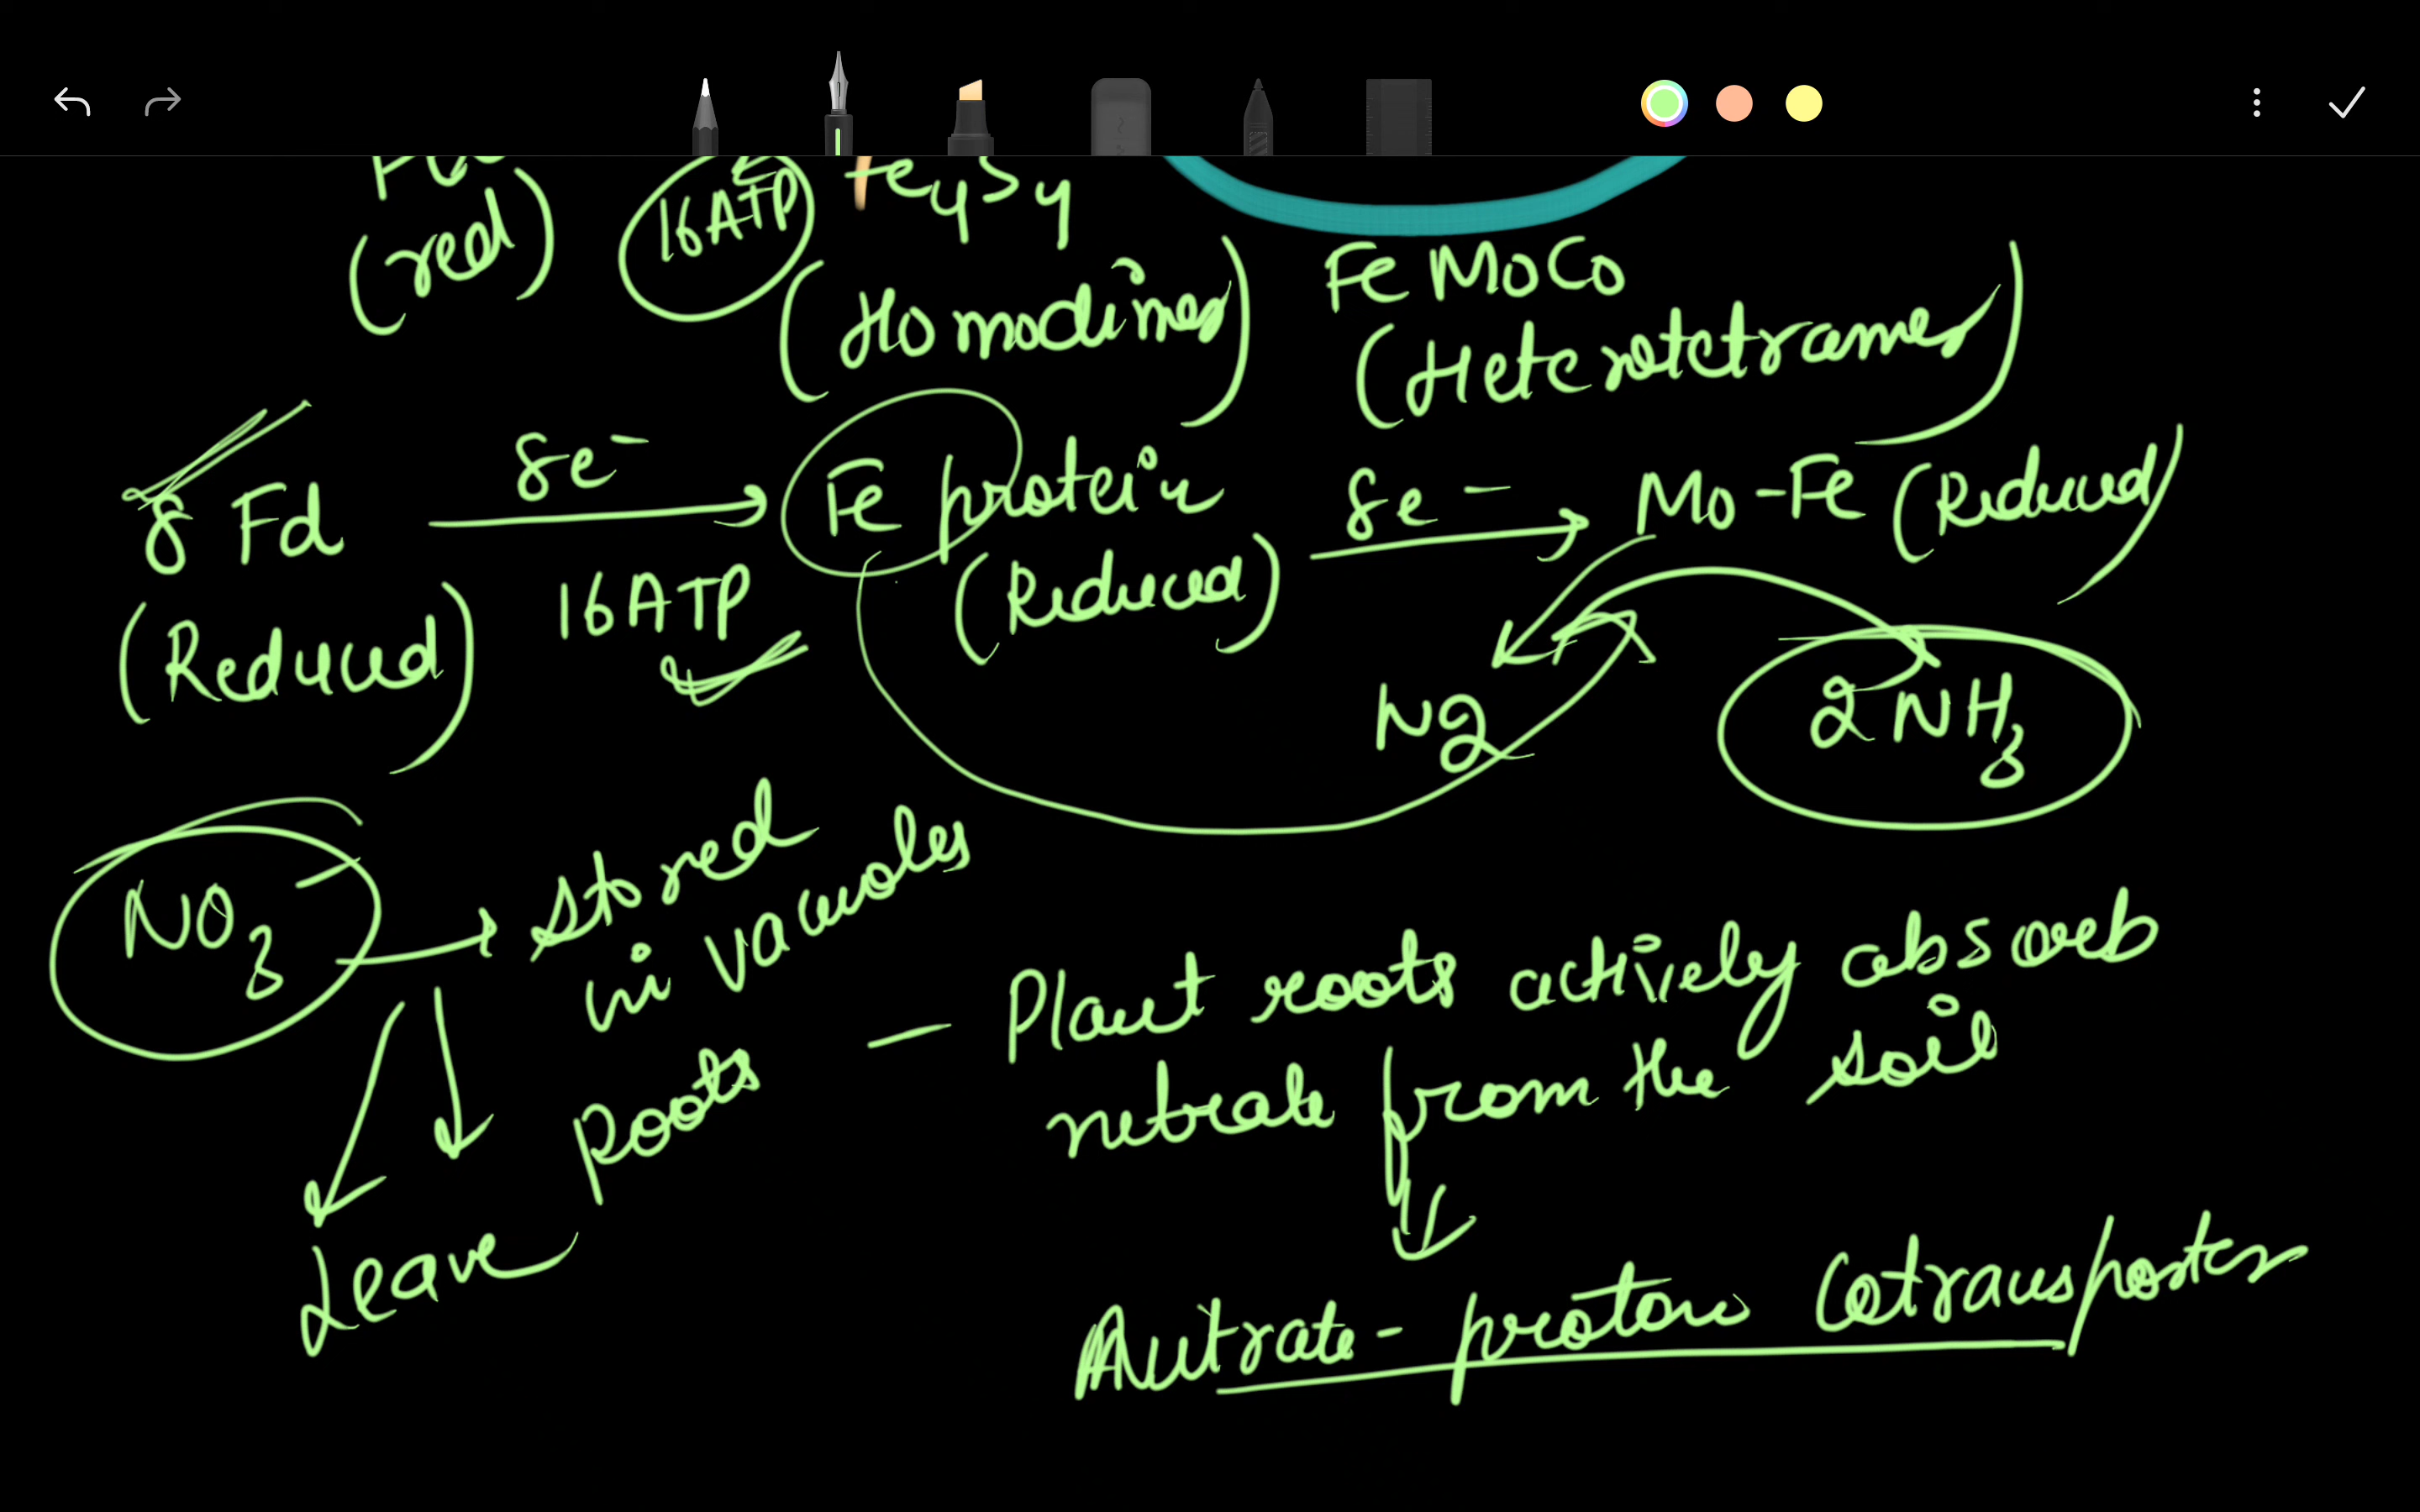 (red) 16ATP Fe4S4
(Homodimer) FeMoCo
(Heterotetramer)
8 Fd 8e⁻ Fe protein 8e⁻ Mo-Fe (Reduced)
(Reduced) 16ATP (Reduced)
N2 2NH3
NO3⁻ stored
in vacuoles
Plant roots actively absorb
roots — nitrate from the soil
Leave
Nitrate-proton Cotransporter